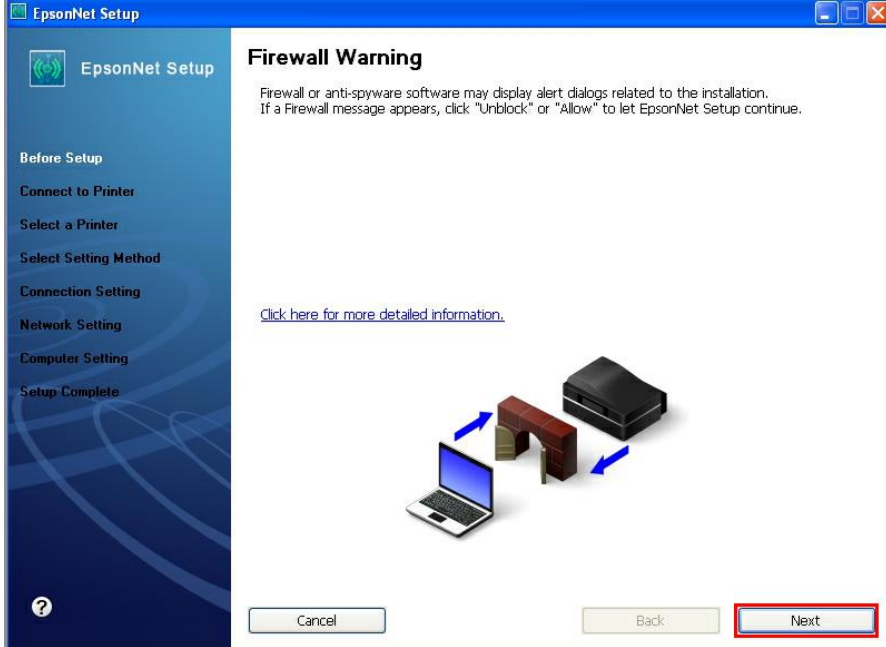 EpsonNet Setup
EpsonNet Setup
Before Setup
Connect to Printer
Select a Printer
Select Setting Method
Connection Setting
Network Setting
Computer Setting
Setup Complete
Firewall Warning
Firewall or anti-spyware software may display alert dialogs related to the installation.
If a Firewall message appears, click "Unblock" or "Allow" to let EpsonNet Setup continue.
Click here for more detailed information.
?
Cancel
Back
Next